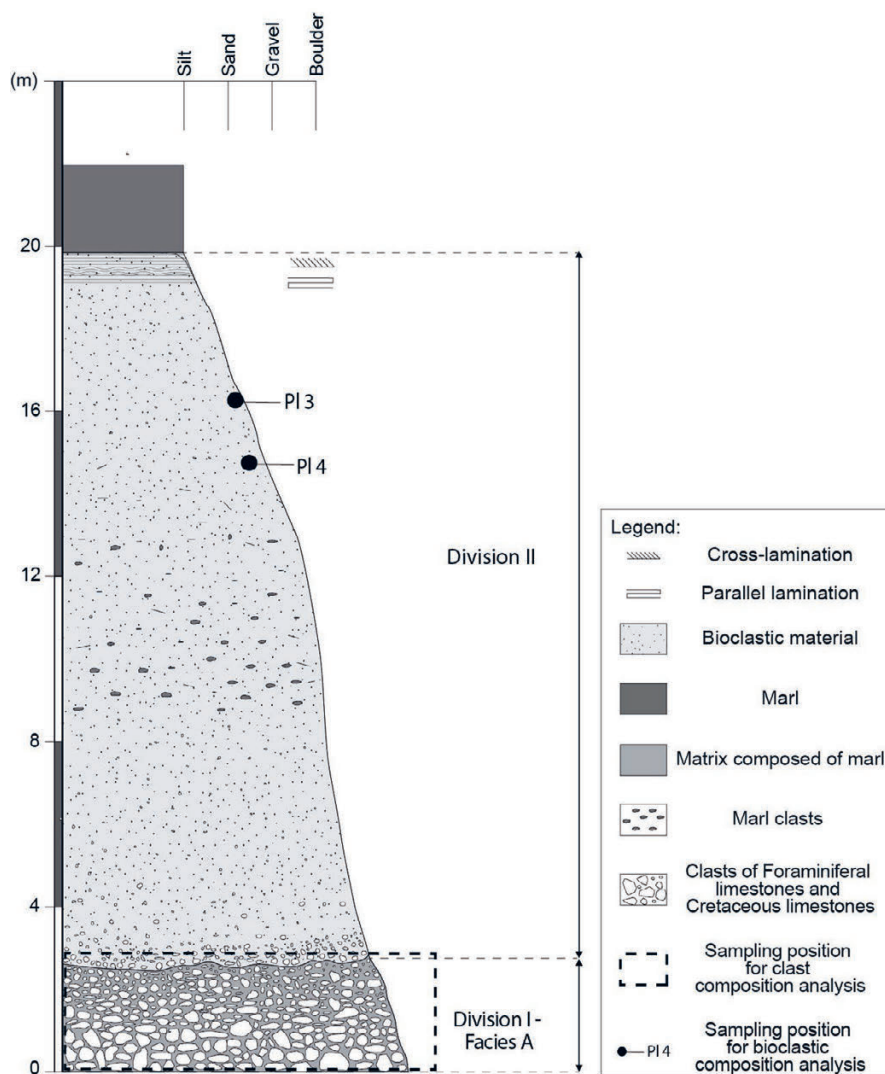 Silt
Sand
Gravel
Boulder
(m)
20
16
12
8
4
0
Pl 3
Pl 4
Division II
Division I -
Facies A
Legend:
Cross-lamination
Parallel lamination
Bioclastic material
Marl
Matrix composed of marl
Marl clasts
Clasts of Foraminiferal
limestones and
Cretaceous limestones
Sampling position
for clast
composition analysis
Pl 4
Sampling position
for bioclastic
composition analysis